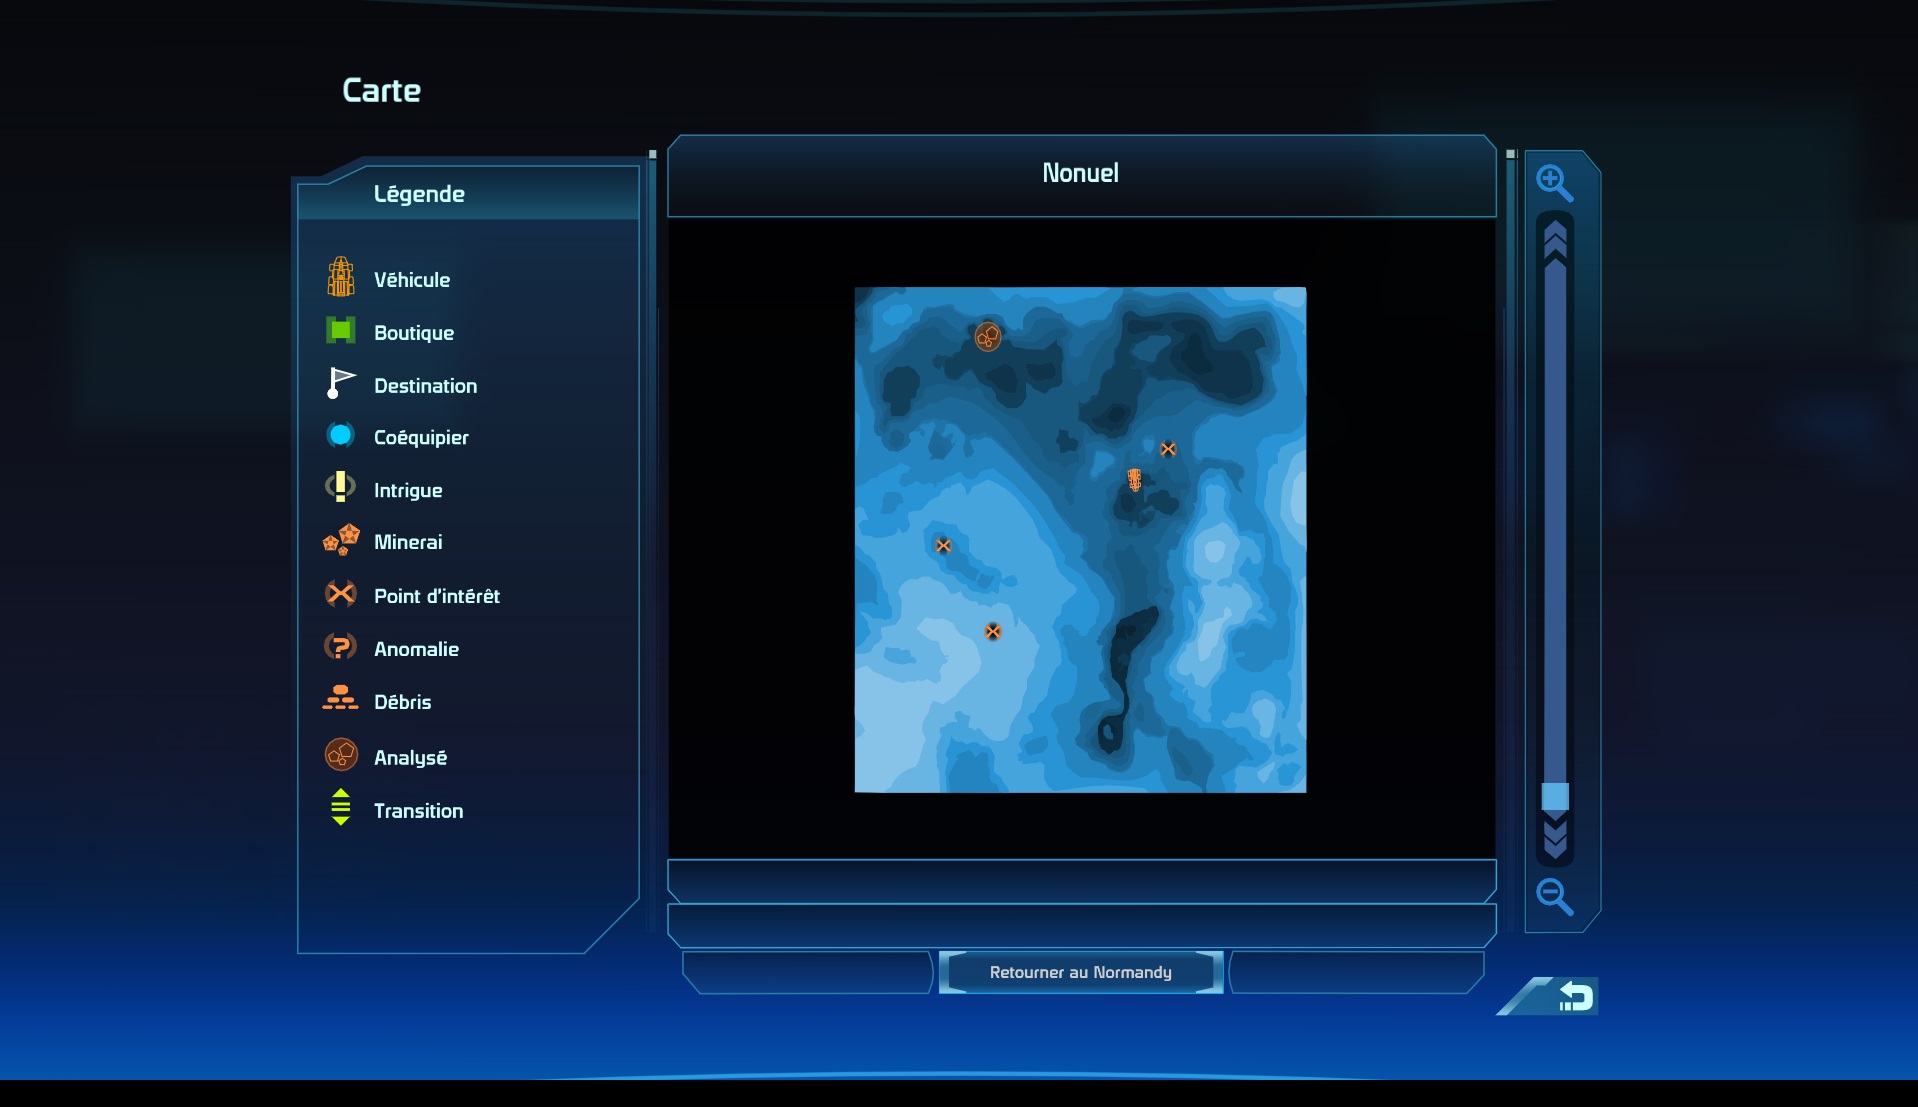 Carte
Légende
Véhicule
Boutique
Destination
Coéquipier
Intrigue
Minerai
Point d'intérêt
Anomalie
Débris
Analysé
Transition
Nonuel
Retourner au Normandy